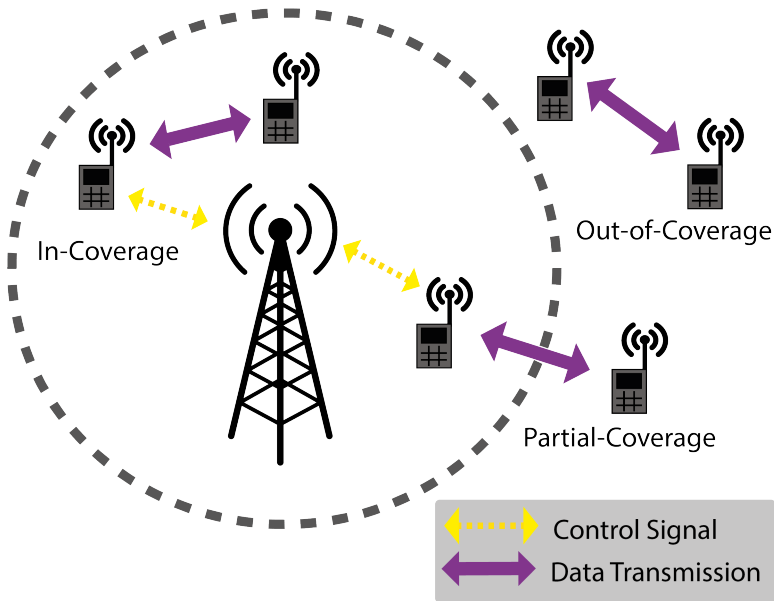 In-Coverage
Out-of-Coverage
Partial-Coverage
Control Signal
Data Transmission